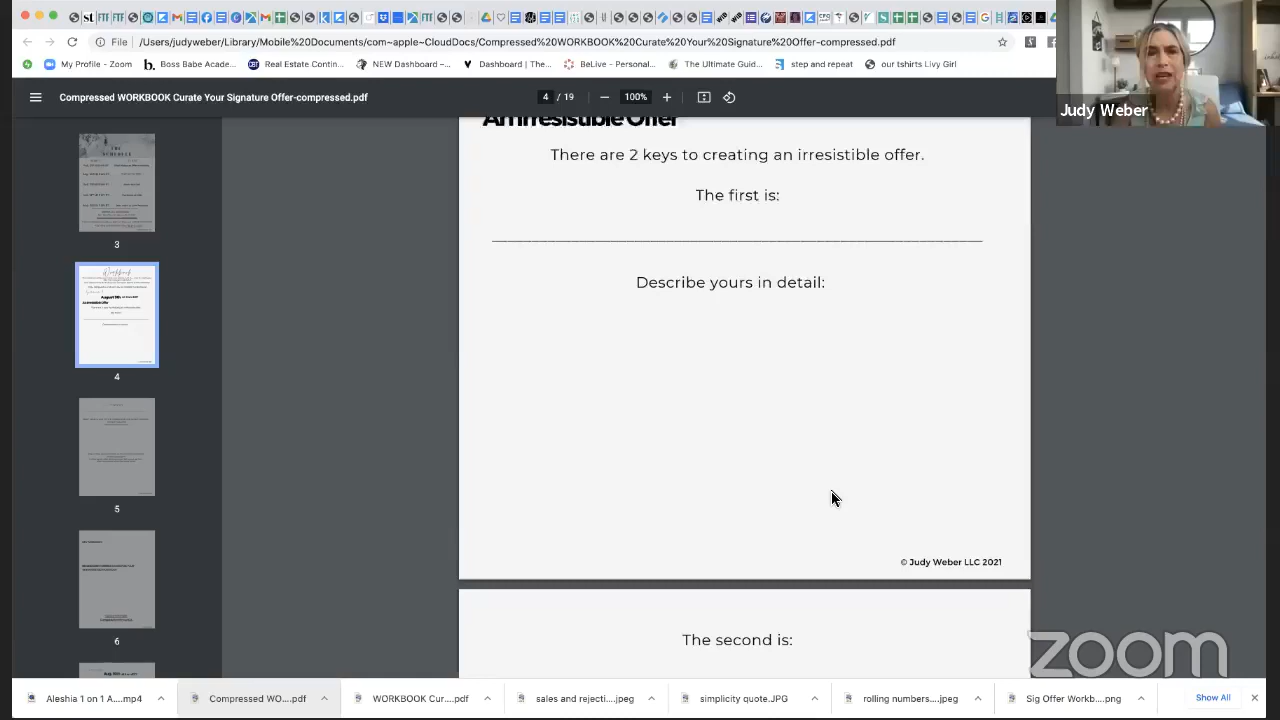 File
/Users/judyweber/Library/Mobile%20
/com~apple~CloudDocs/Compressed%20WORKBOOK%20Curate%20Your%20Signature%20Offer-compressed.pdf
My Profile - Zoom
b. Boss Babe Acade...
Real Estate Comm...
NEW Dashboard –...
Dashboard | The...
BeLive - Personal...
The Ultimate Guid...
step and repeat
our tshirts Livy Girl
Judy Weber
Compressed WORKBOOK Curate Your Signature Offer-compressed.pdf
4 / 19
100%
An Irresistible Offer
There are 2 keys to creating an irresistible offer.
The first is:
Describe yours in detail:
© Judy Weber LLC 2021
The second is:
3
4
5
6
zoom
Aleshia 1 on 1 A....mp4
Compressed WO....pdf
WORKBOOK Cur....pdf
sales and rejecti....jpeg
simplicity quote.JPG
rolling numbers....jpeg
Sig Offer Workb....png
Show All